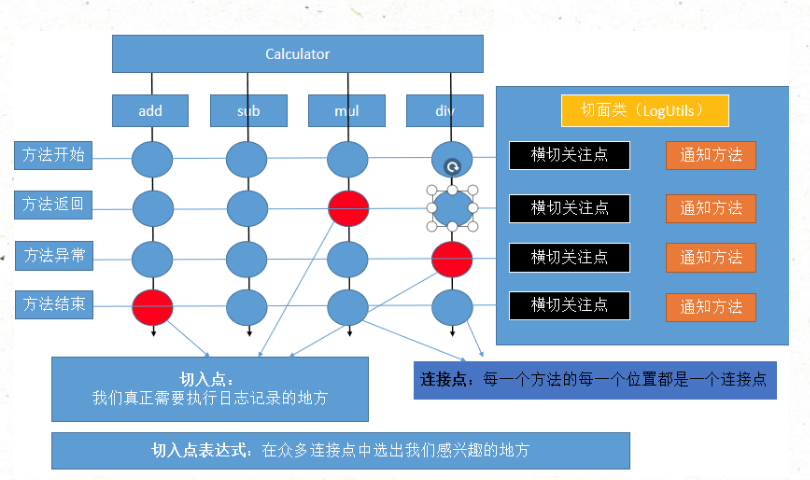 Calculator
add
sub
mul
div
切面类（LogUtils）
方法开始
横切关注点
通知方法
方法返回
横切关注点
通知方法
方法异常
横切关注点
通知方法
方法结束
横切关注点
通知方法
切入点：
我们真正需要执行日志记录的地方
连接点：每一个方法的每一个位置都是一个连接点
切入点表达式：在众多连接点中选出我们感兴趣的地方